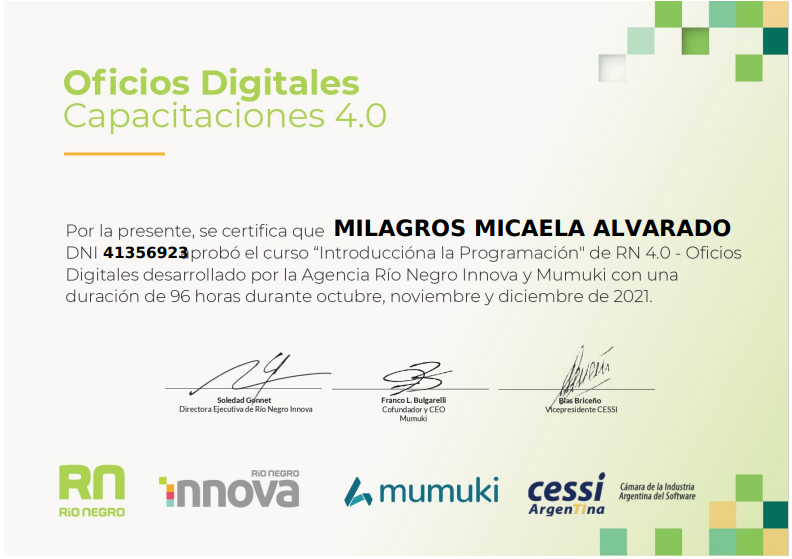 Oficios Digitales
Capacitaciones 4.0
Por la presente, se certifica que MILAGROS MICAELA ALVARADO
DNI 41356923 aprobó el curso “Introduccióna la Programación" de RN 4.0 - Oficios
Digitales desarrollado por la Agencia Río Negro Innova y Mumuki con una
duración de 96 horas durante octubre, noviembre y diciembre de 2021.
Soledad Gonnet
Directora Ejecutiva de Río Negro Innova
Franco L. Bulgarelli
Cofundador y CEO
Mumuki
Blas Briceño
Vicepresidente CESSI
RN
RIO NEGRO
RIO NEGRO
innova
mumuki
cessi
ArgenTIna
Cámara de la Industria
Argentina del Software